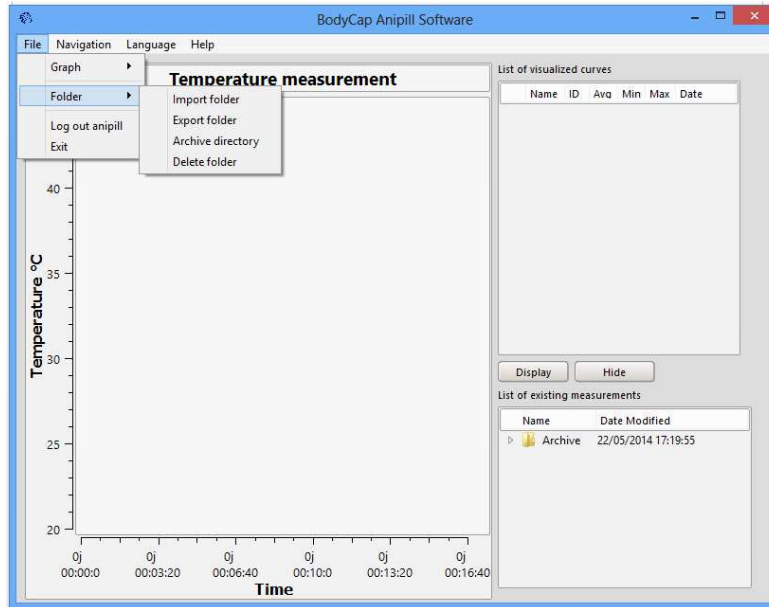 BodyCap Anipill Software
File Navigation Language Help
Graph
Folder
Log out anipill
Exit
Import folder
Export folder
Archive directory
Delete folder
Temperature measurement
Temperature °C
40
35
30
25
20
0j 0j 0j 0j 0j 0j
00:00:0 00:03:20 00:06:40 00:10:0 00:13:20 00:16:40
Time
List of visualized curves
Name ID Avg Min Max Date
Display Hide
List of existing measurements
Name Date Modified
Archive 22/05/2014 17:19:55